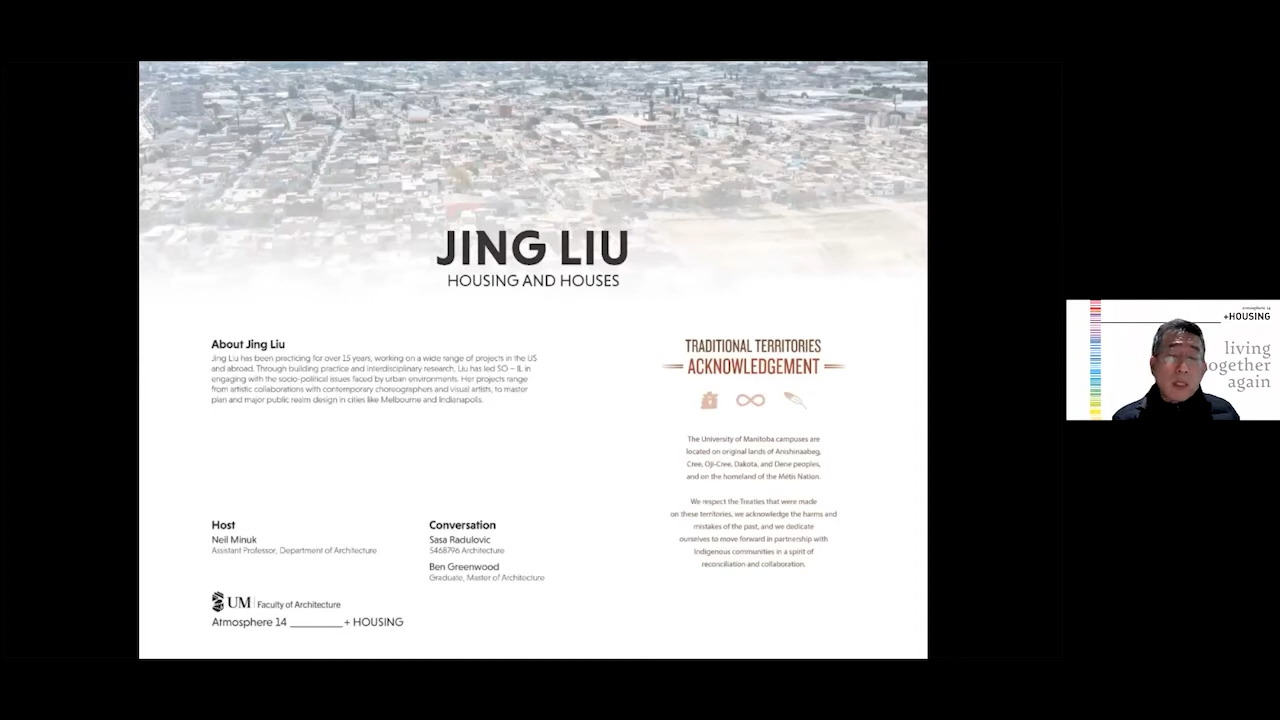 JING LIU
HOUSING AND HOUSES
About Jing Liu
Jing Liu has been practicing for over 15 years, working on a wide range of projects in the US
and abroad. Through building practice and interdisciplinary research, Liu has led SO – IL in
engaging with the socio-political issues faced by urban environments. Her projects range
from artistic collaborations with contemporary choreographers and visual artists, to master
plan and major public realm design in cities like Melbourne and Indianapolis.
Host
Neil Minuk
Assistant Professor, Department of Architecture
Conversation
Sasa Radulovic
5468796 Architecture
Ben Greenwood
Graduate, Master of Architecture
UM Faculty of Architecture
Atmosphere 14 _________+ HOUSING
TRADITIONAL TERRITORIES
ACKNOWLEDGEMENT
The University of Manitoba campuses are
located on original lands of Anishinaabeg,
Cree, Oji-Cree, Dakota, and Dene peoples,
and on the homeland of the Métis Nation.
We respect the Treaties that were made
on these territories, we acknowledge the harms and
mistakes of the past, and we dedicate
ourselves to move forward in partnership with
Indigenous communities in a spirit of
reconciliation and collaboration.
+HOUSING
living
ogether
again